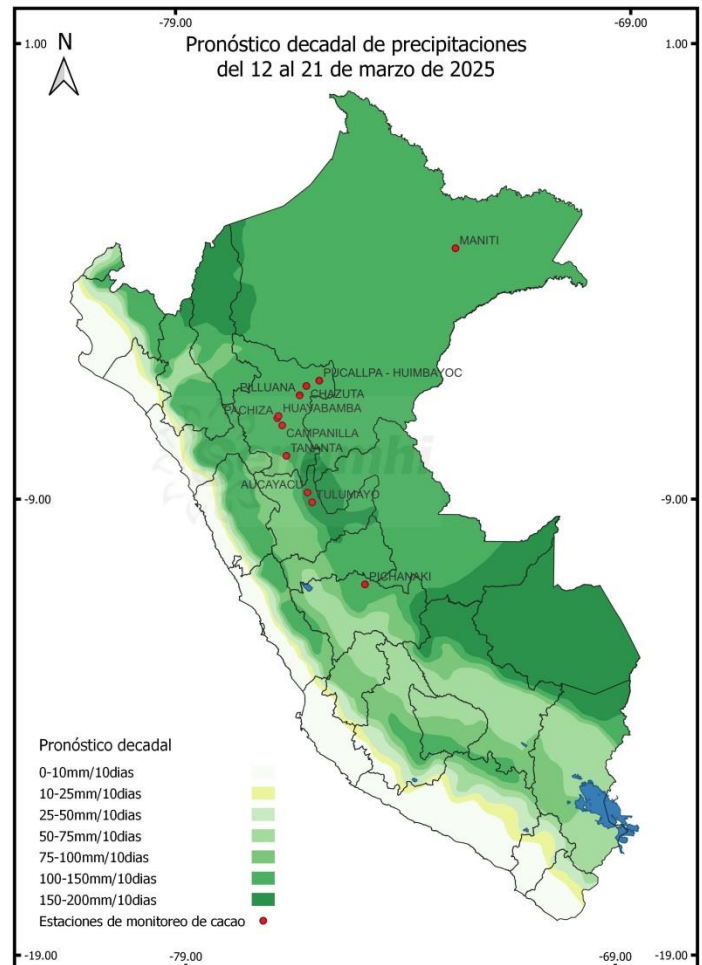 -79.00
-69.00
1.00
1.00
N
Pronóstico decadal de precipitaciones
del 12 al 21 de marzo de 2025
MANITI
PUCALLPA - HUIMBAYOC
PILLUANA
CHAZUTA
PACHIZA
HUAYABAMBA
CAMPANILLA
TANANTA
AUCAYACU
TULUMAYO
-9.00
-9.00
PICHANAKI
Pronóstico decadal
0-10mm/10dias
10-25mm/10dias
25-50mm/10dias
50-75mm/10dias
75-100mm/10dias
100-150mm/10dias
150-200mm/10dias
Estaciones de monitoreo de cacao
-19.00
-19.00
-79.00
-69.00